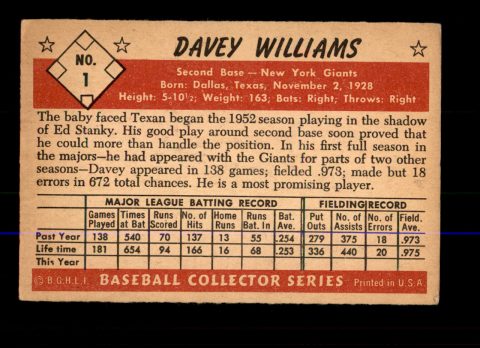 NO.
1
DAVEY WILLIAMS
Second Base — New York Giants
Born: Dallas, Texas, November 2, 1928
Height: 5-10½; Weight: 163; Bats: Right; Throws: Right
The baby faced Texan began the 1952 season playing in the shadow
of Ed Stanky. His good play around second base soon proved that
he could more than handle the position. In his first full season in
the majors—he had appeared with the Giants for parts of two other
seasons—Davey appeared in 138 games; fielded .973; made but 18
errors in 672 total chances. He is a most promising player.
MAJOR LEAGUE BATTING RECORD FIELDING RECORD
Games Played Times at Bat Runs Scored No. of Hits Home Runs Runs Bat. In Bat. Ave. Put Outs No. of Assists No. of Errors Field. Ave.
Past Year 138 540 70 137 13 55 .254 279 375 18 .973
Life time 181 654 94 166 16 68 .253 336 440 20 .975
This Year
© B.G.H.L.I. BASEBALL COLLECTOR SERIES Printed in U.S.A.